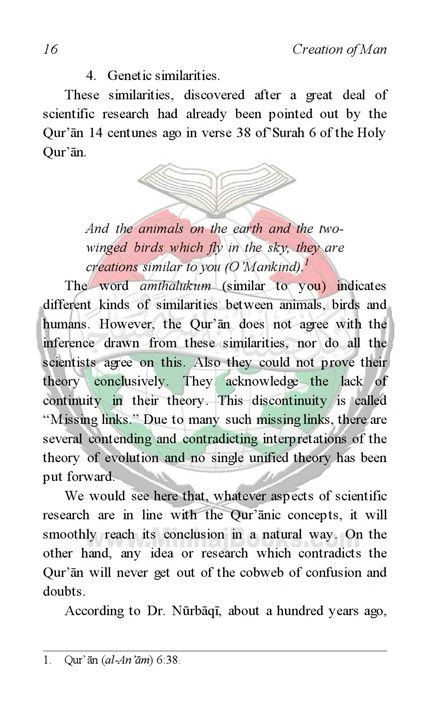 16 Creation of Man
4. Genetic similarities.
These similarities, discovered after a great deal of
scientific research had already been pointed out by the
Qur’ān 14 centunes ago in verse 38 of’Surah 6 of the Holy
Qur’ān.
And the animals on the earth and the two-
winged birds which fly in the sky, they are
creations similar to you (O’Mankind).1
The word amthālukum (similar to you) indicates
different kinds of similarities between animals, birds and
humans. However, the Qur’ān does not agree with the
inference drawn from these similarities, nor do all the
scientists agree on this. Also they could not prove their
theory conclusively. They acknowledge the lack of
continuity in their theory. This discontinuity is called
“Missing links.” Due to many such missing links, there are
several contending and contradicting interpretations of the
theory of evolution and no single unified theory has been
put forward.
We would see here that, whatever aspects of scientific
research are in line with the Qur’ānic concepts, it will
smoothly reach its conclusion in a natural way. On the
www.MinhajBooks.com
other hand, any idea or research which contradicts the
Qur’ān will never get out of the cobweb of confusion and
doubts.
According to Dr. Nūrbāqī, about a hundred years ago,
1. Qur’ān (al-An’ām) 6:38.